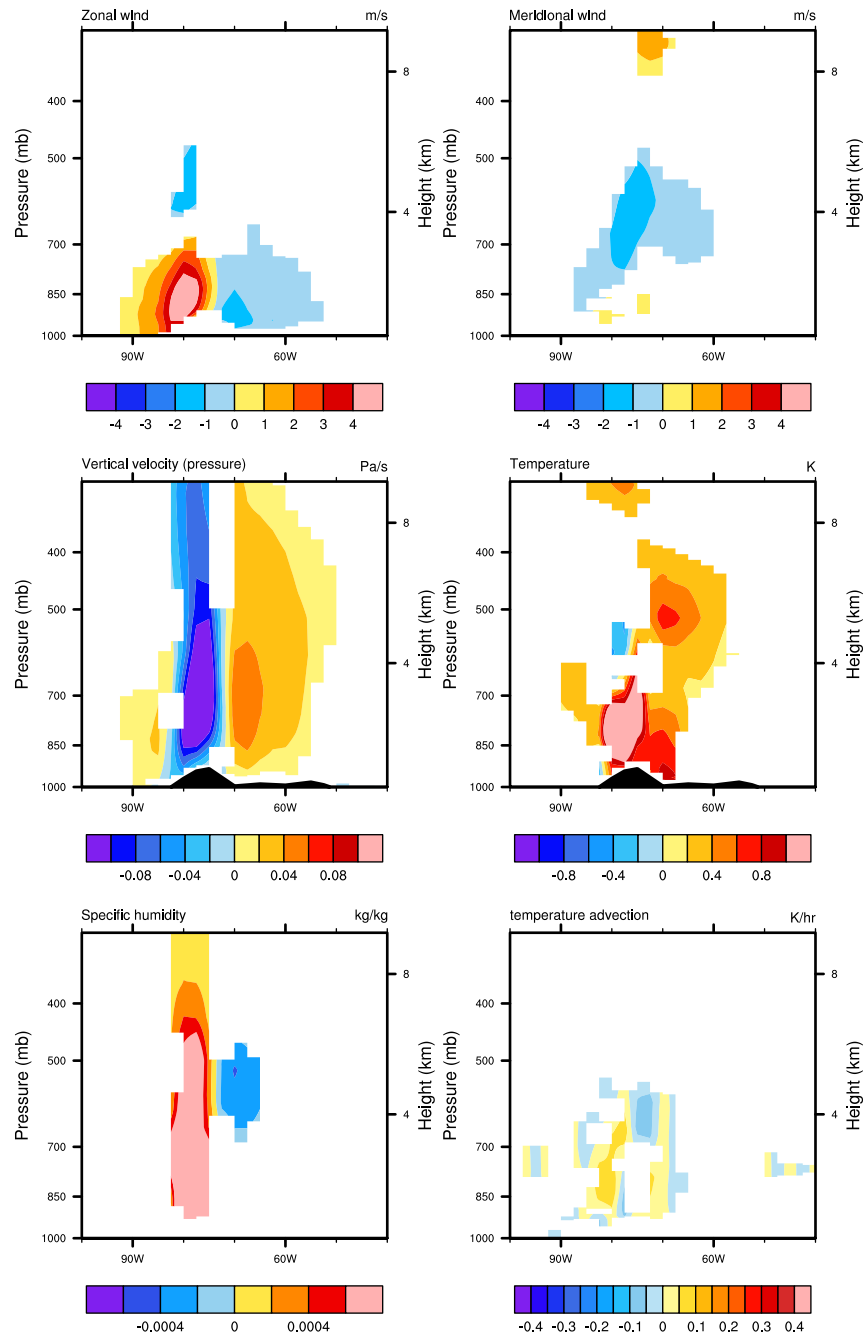 Zonal wind m/s
Pressure (mb)
400
500
700
850
1000
8
4
Height (km)
90W 60W
-4 -3 -2 -1 0 1 2 3 4
Meridional wind m/s
Pressure (mb)
400
500
700
850
1000
8
4
Height (km)
90W 60W
-4 -3 -2 -1 0 1 2 3 4
Vertical velocity (pressure) Pa/s
Pressure (mb)
400
500
700
850
1000
8
4
Height (km)
90W 60W
-0.08 -0.04 0 0.04 0.08
Temperature K
Pressure (mb)
400
500
700
850
1000
8
4
Height (km)
90W 60W
-0.8 -0.4 0 0.4 0.8
Specific humidity kg/kg
Pressure (mb)
400
500
700
850
1000
8
4
Height (km)
90W 60W
-0.0004 0 0.0004
temperature advection K/hr
Pressure (mb)
400
500
700
850
1000
8
4
Height (km)
90W 60W
-0.4 -0.3 -0.2 -0.1 0 0.1 0.2 0.3 0.4